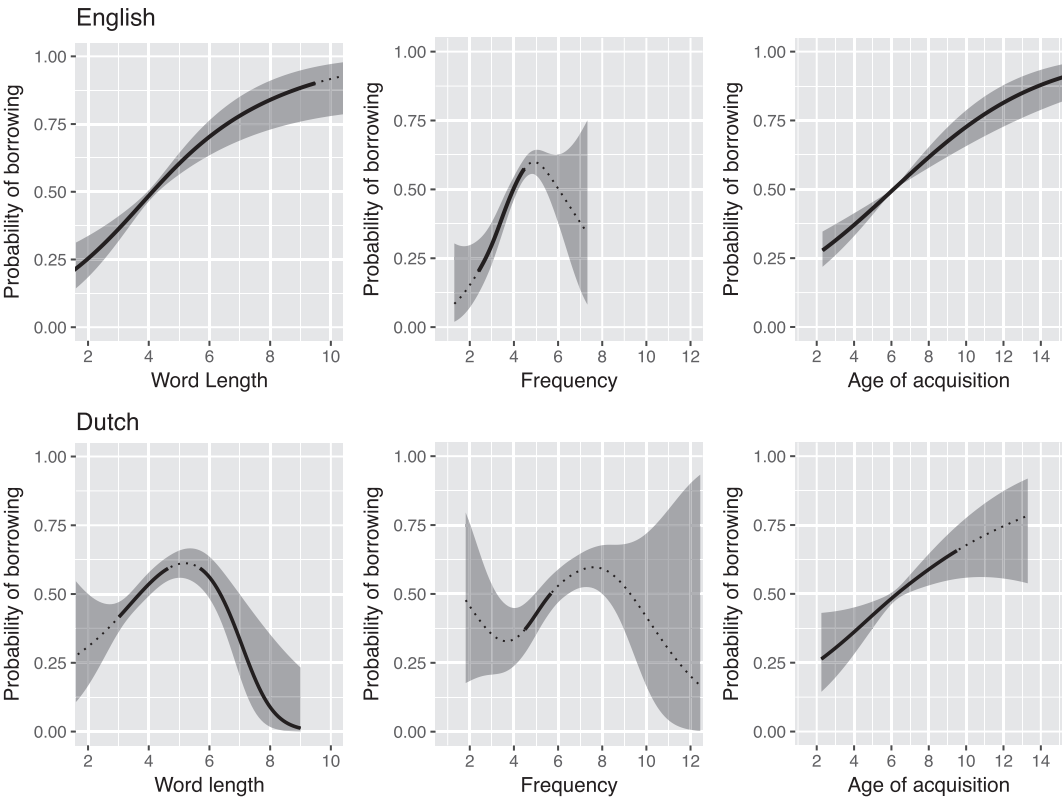 English
1.00
0.75
0.50
0.25
0.00
Probability of borrowing
2 4 6 8 10
Word Length
1.00
0.75
0.50
0.25
0.00
Probability of borrowing
2 4 6 8 10 12
Frequency
1.00
0.75
0.50
0.25
0.00
Probability of borrowing
2 4 6 8 10 12 14
Age of acquisition
Dutch
1.00
0.75
0.50
0.25
0.00
Probability of borrowing
2 4 6 8 10
Word length
1.00
0.75
0.50
0.25
0.00
Probability of borrowing
2 4 6 8 10 12
Frequency
1.00
0.75
0.50
0.25
0.00
Probability of borrowing
2 4 6 8 10 12 14
Age of acquisition